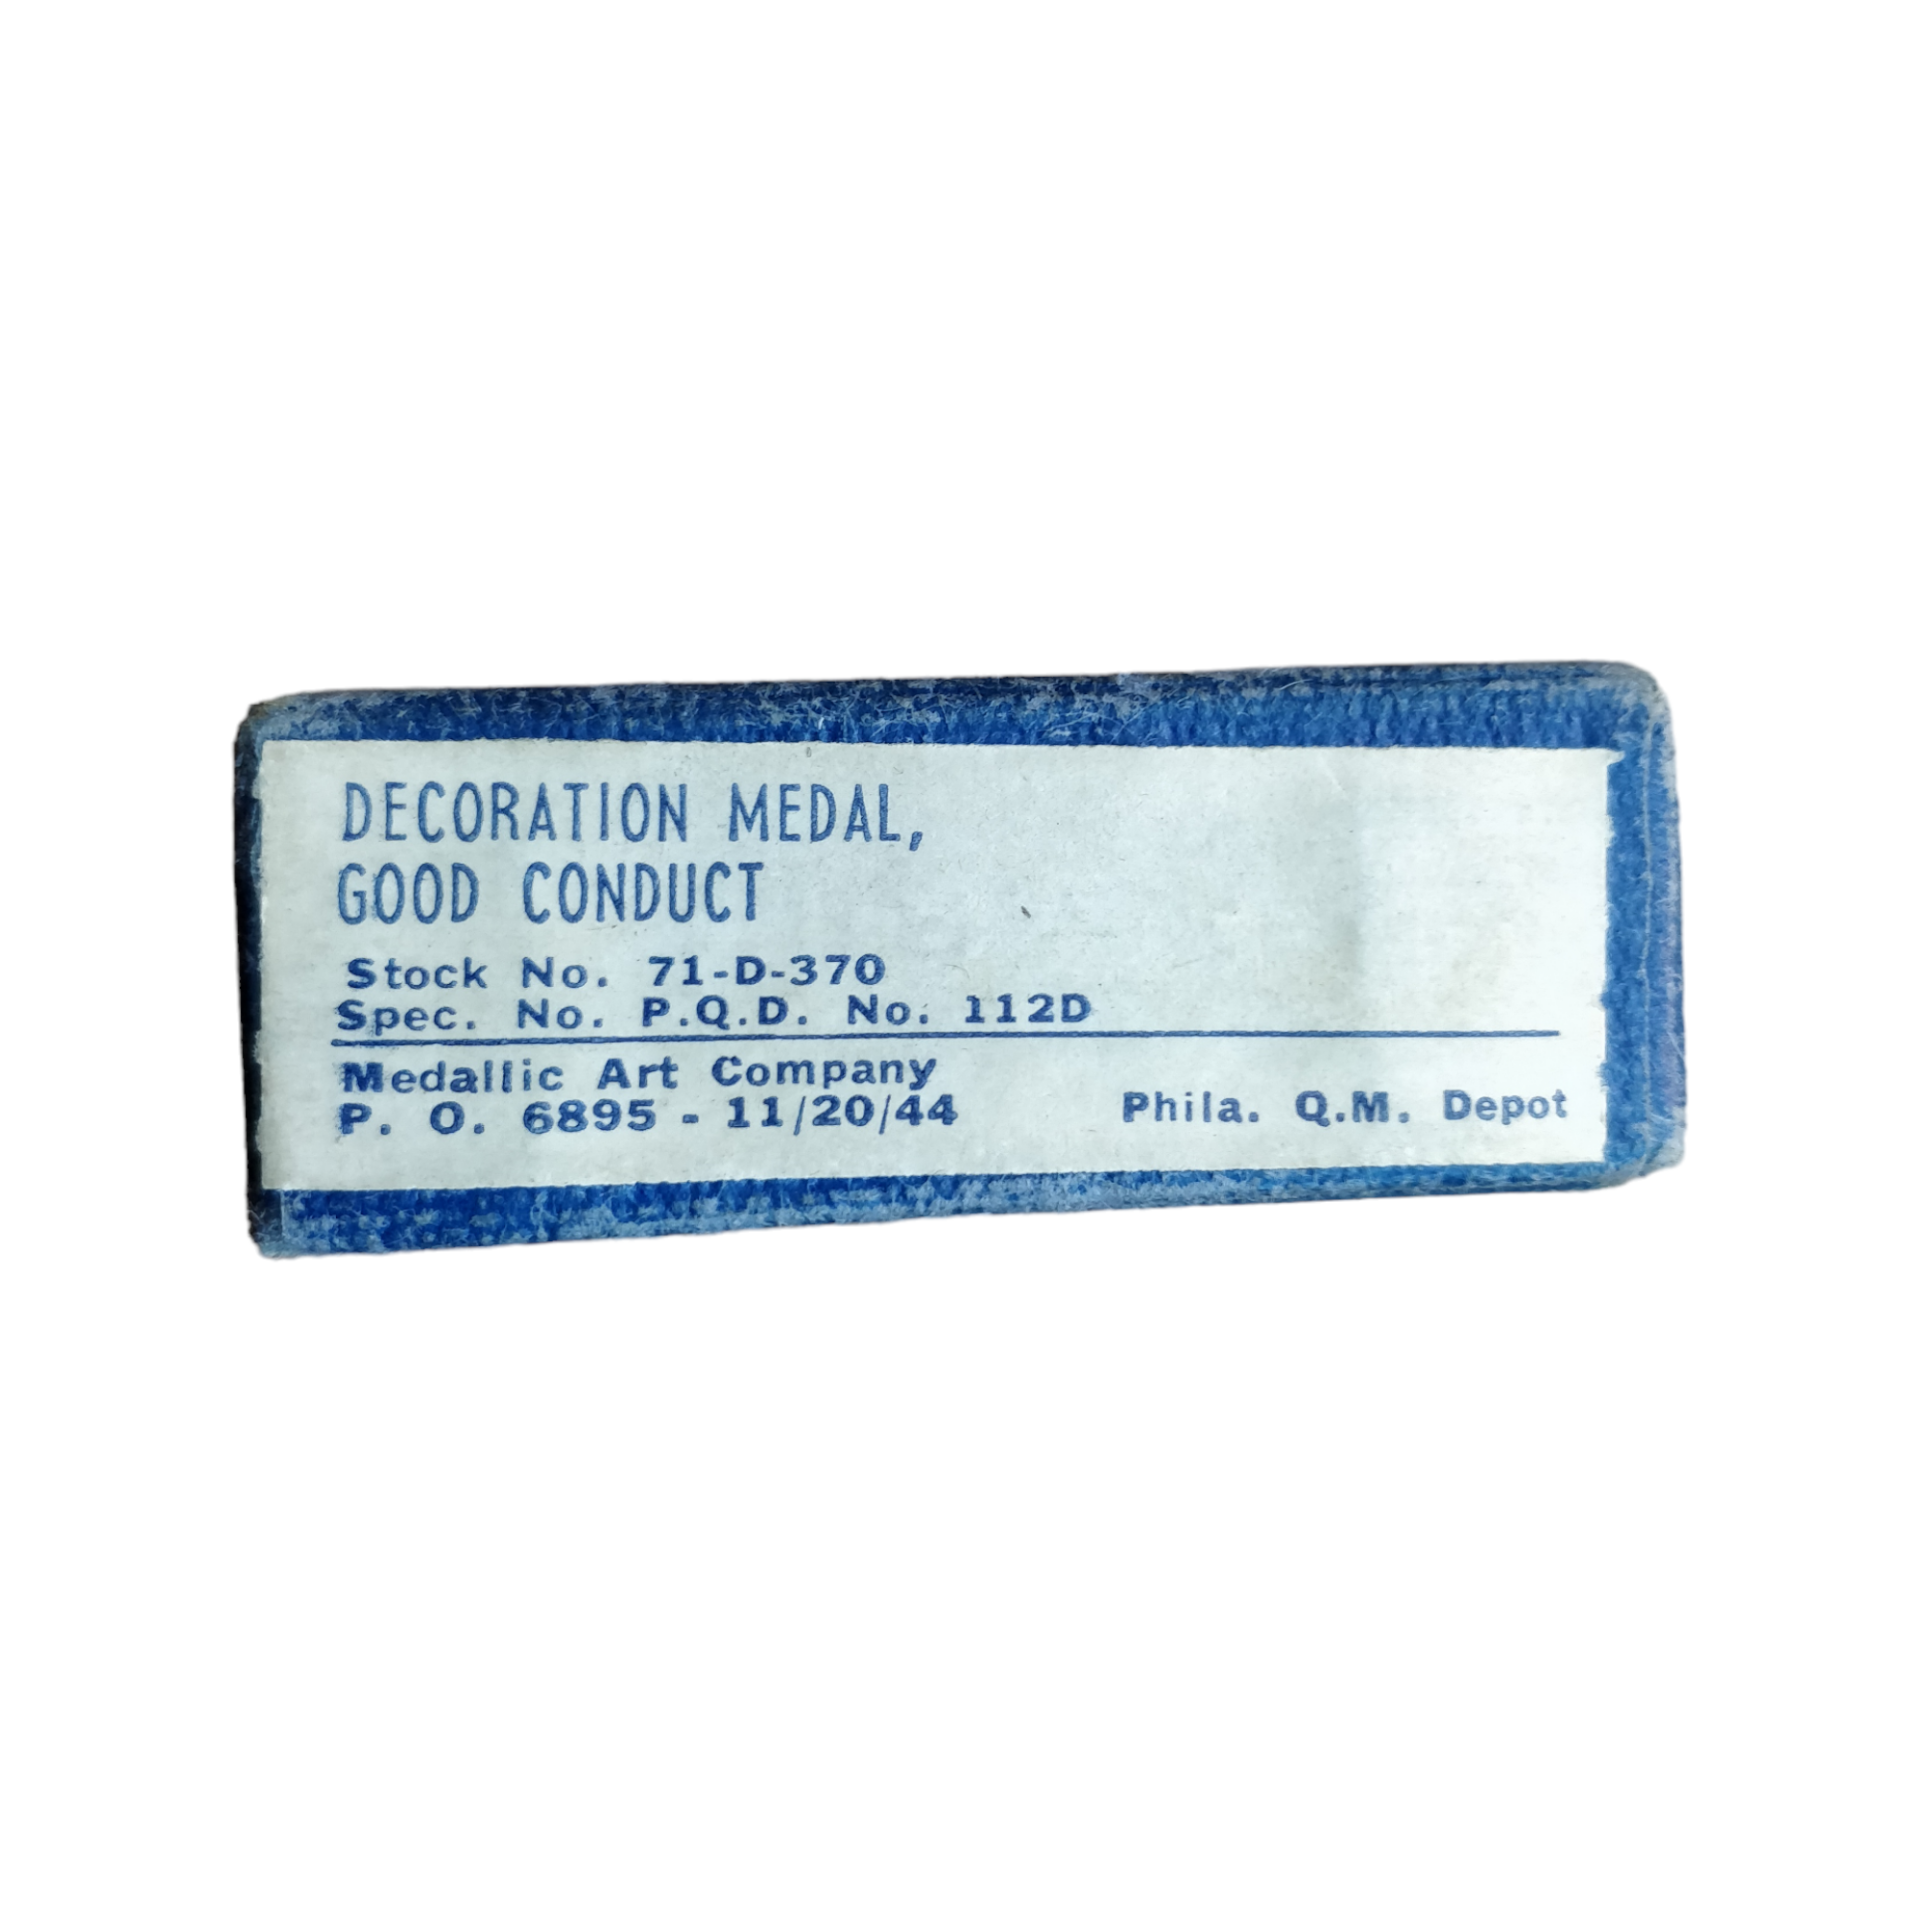 DECORATION MEDAL,
GOOD CONDUCT
Stock No. 71-D-370
Spec. No. P.Q.D. No. 112D
Medallic Art Company
P. O. 6895 - 11/20/44 Phila. Q.M. Depot